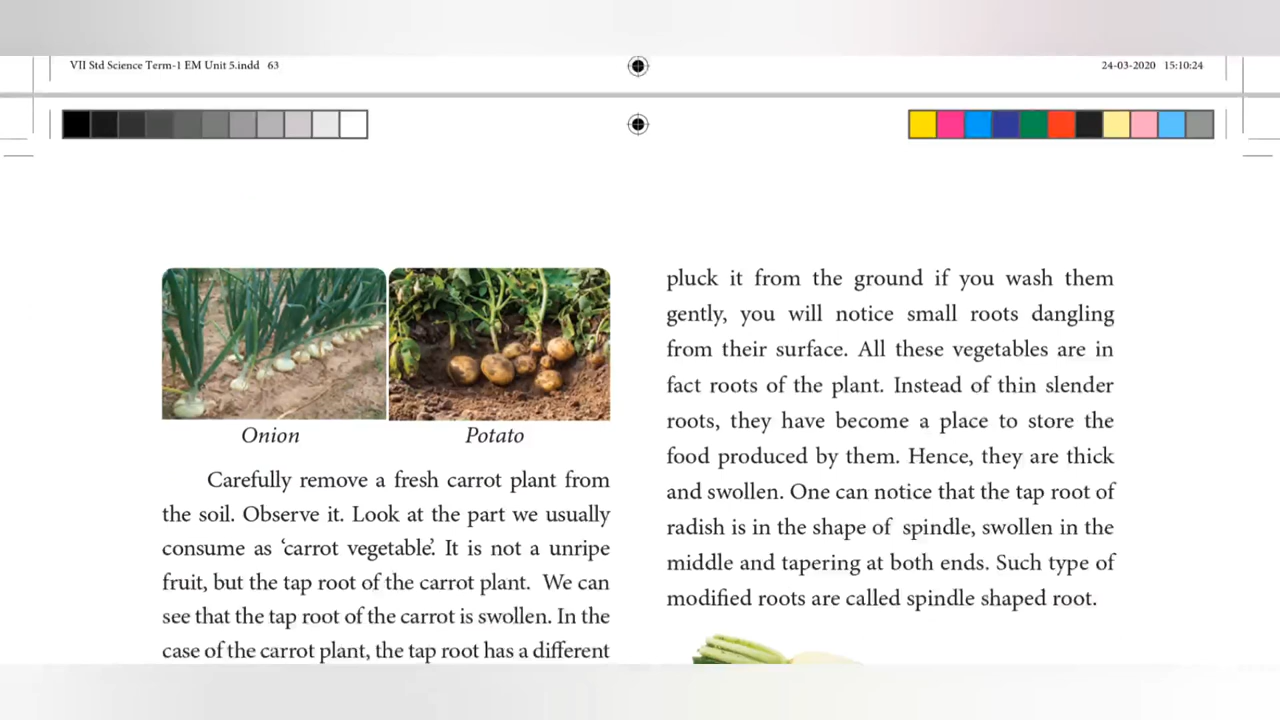 VII Std Science Term-1 EM Unit 5.indd 63
24-03-2020 15:10:24
Onion
Potato
Carefully remove a fresh carrot plant from
the soil. Observe it. Look at the part we usually
consume as ‘carrot vegetable’. It is not a unripe
fruit, but the tap root of the carrot plant. We can
see that the tap root of the carrot is swollen. In the
case of the carrot plant, the tap root has a different
pluck it from the ground if you wash them
gently, you will notice small roots dangling
from their surface. All these vegetables are in
fact roots of the plant. Instead of thin slender
roots, they have become a place to store the
food produced by them. Hence, they are thick
and swollen. One can notice that the tap root of
radish is in the shape of spindle, swollen in the
middle and tapering at both ends. Such type of
modified roots are called spindle shaped root.